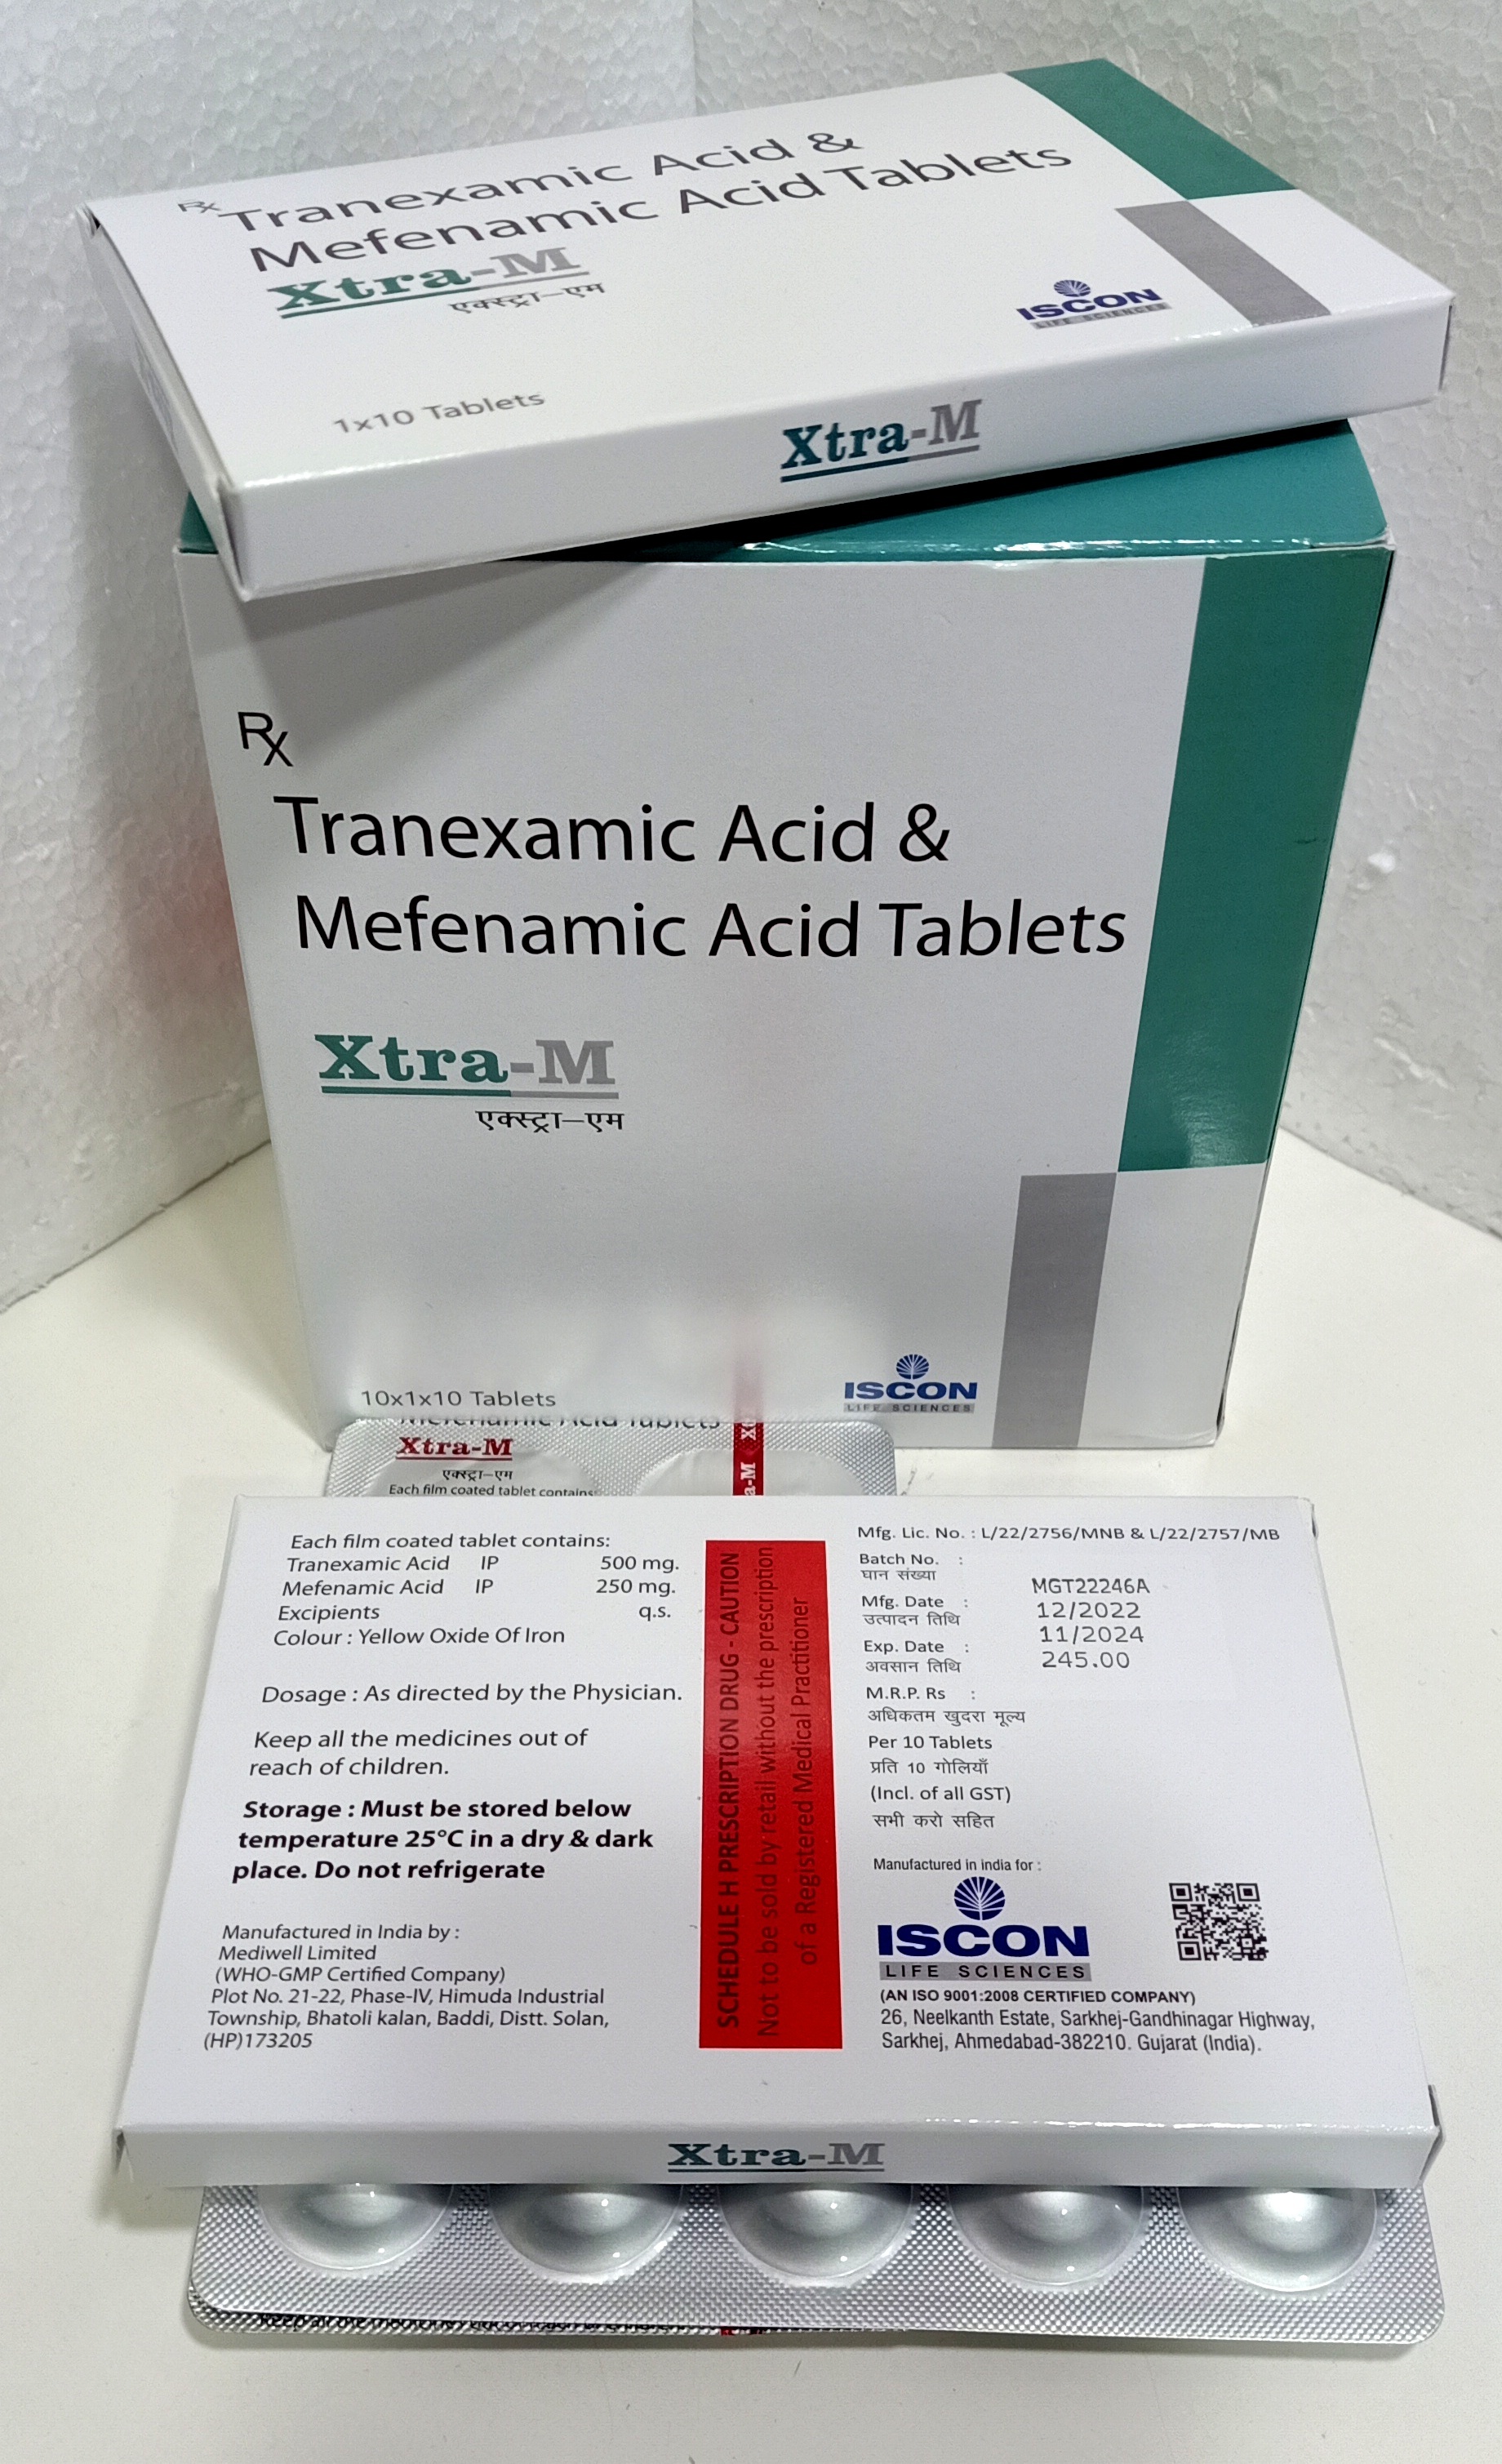 Rx
Tranexamic Acid &
Mefenamic Acid Tablets
Xtra-M
एक्स्ट्रा–एम
ISCON
LIFE SCIENCES
1x10 Tablets
Xtra-M
Rx
Tranexamic Acid &
Mefenamic Acid Tablets
Xtra-M
एक्स्ट्रा–एम
10x1x10 Tablets
ISCON
LIFE SCIENCES
Mefenamic Acid Tablets
Xtra-M
एक्स्ट्रा–एम
Each film coated tablet contains:
a-M X
Each film coated tablet contains:
Tranexamic Acid IP 500 mg.
Mefenamic Acid IP 250 mg.
Excipients q.s.
Colour : Yellow Oxide Of Iron
Dosage : As directed by the Physician.
Keep all the medicines out of
reach of children.
Storage : Must be stored below
temperature 25°C in a dry & dark
place. Do not refrigerate
Manufactured in India by :
Mediwell Limited
(WHO-GMP Certified Company)
Plot No. 21-22, Phase-IV, Himuda Industrial
Township, Bhatoli kalan, Baddi, Distt. Solan,
(HP)173205
SCHEDULE H PRESCRIPTION DRUG - CAUTION
Not to be sold by retail without the prescription
of a Registered Medical Practitioner
Mfg. Lic. No. : L/22/2756/MNB & L/22/2757/MB
Batch No. :
घान संख्या
MGT22246A
Mfg. Date :
12/2022
उत्पादन तिथि
11/2024
Exp. Date :
245.00
अवसान तिथि
M.R.P. Rs :
अधिकतम खुदरा मूल्य
Per 10 Tablets
प्रति 10 गोलियाँ
(Incl. of all GST)
सभी करो सहित
Manufactured in india for :
ISCON
LIFE SCIENCES
(AN ISO 9001:2008 CERTIFIED COMPANY)
26, Neelkanth Estate, Sarkhej-Gandhinagar Highway,
Sarkhej, Ahmedabad-382210. Gujarat (India).
Xtra-M